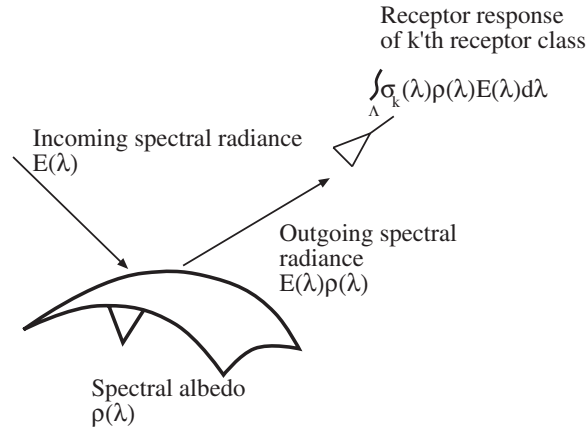 Receptor response
of k'th receptor class
∫σk(λ)ρ(λ)E(λ)dλ
Λ
Incoming spectral radiance
E(λ)
Outgoing spectral
radiance
E(λ)ρ(λ)
Spectral albedo
ρ(λ)